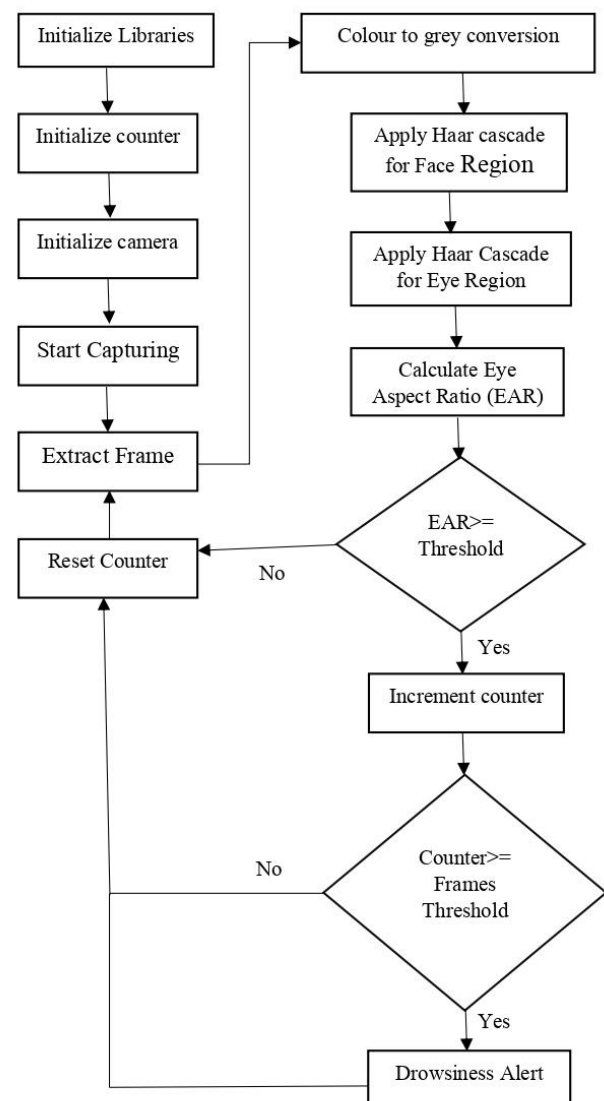 Initialize Libraries
Initialize counter
Initialize camera
Start Capturing
Extract Frame
Reset Counter
Colour to grey conversion
Apply Haar cascade
for Face Region
Apply Haar Cascade
for Eye Region
Calculate Eye
Aspect Ratio (EAR)
EAR>=
Threshold
No
Yes
Increment counter
Counter>=
Frames
Threshold
No
Yes
Drowsiness Alert